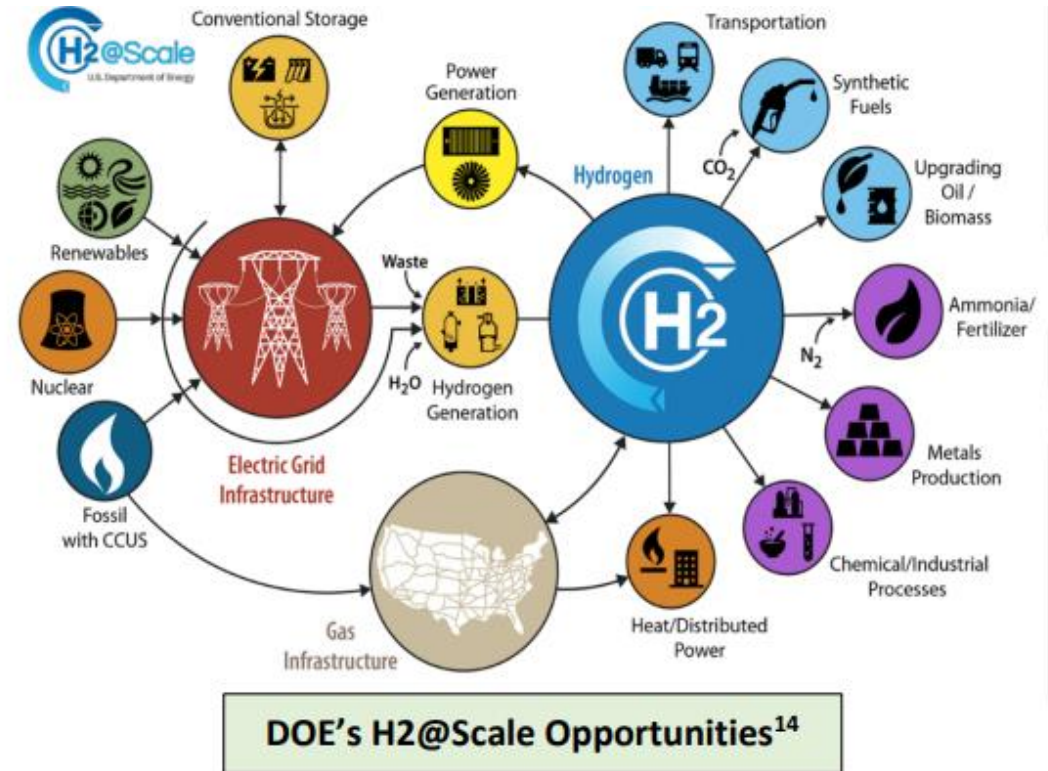 H2@Scale
U.S. Department of Energy
Conventional Storage
Transportation
Power
Generation
Synthetic
Fuels
CO2
Hydrogen
Upgrading
Oil /
Biomass
Renewables
Waste
Ammonia/
Fertilizer
H2
N2
Nuclear
H2O
Hydrogen
Generation
Metals
Production
Electric Grid
Infrastructure
Fossil
with CCUS
Chemical/Industrial
Processes
Gas
Infrastructure
Heat/Distributed
Power
DOE's H2@Scale Opportunities14